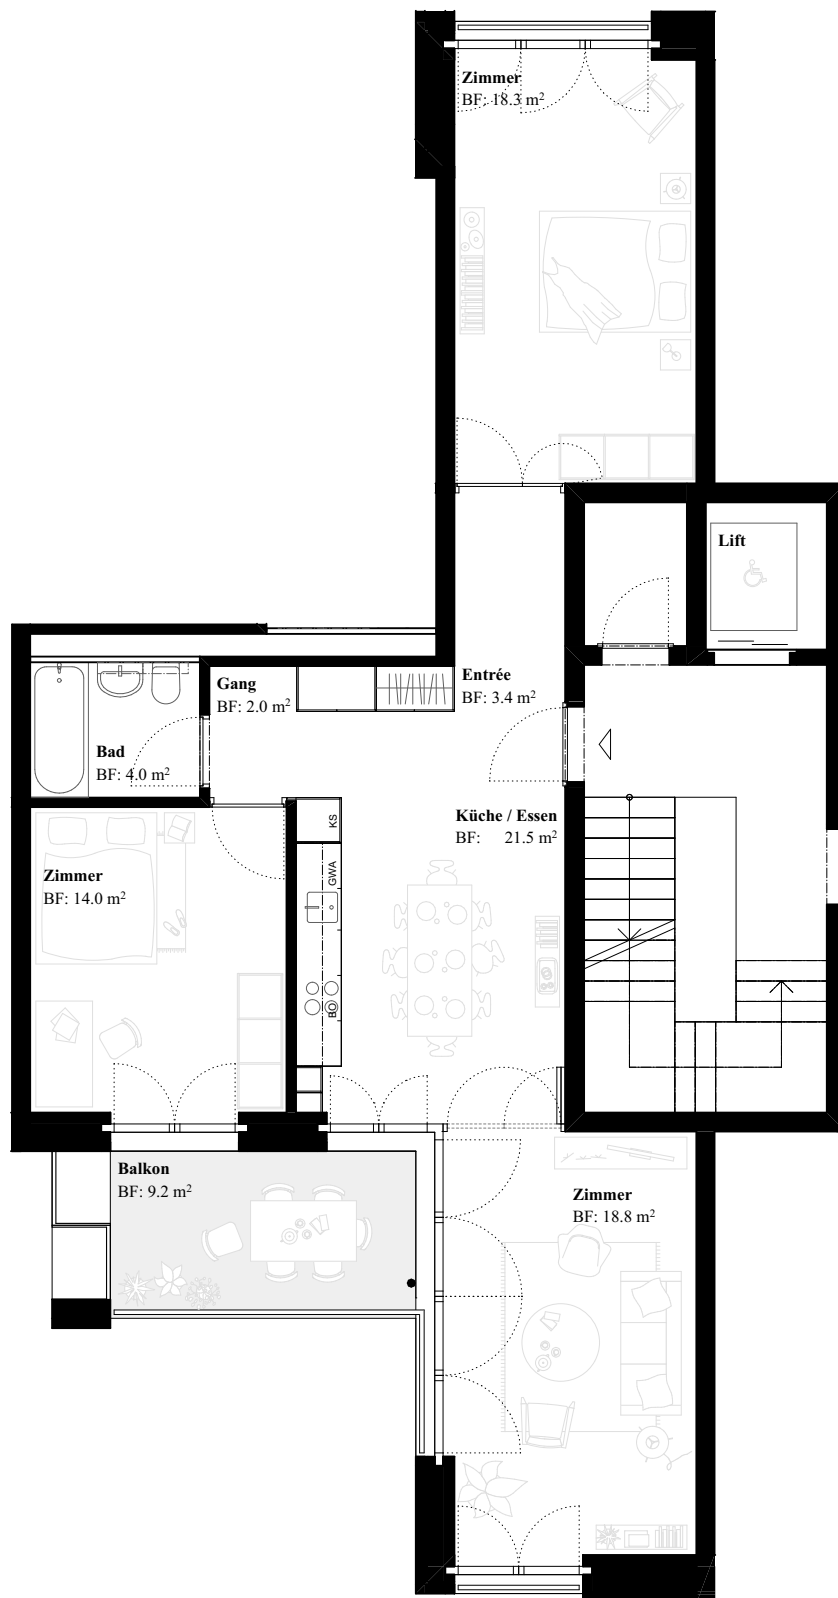 Zimmer
BF: 18.3 m²
Lift
Entrée
BF: 3.4 m²
Gang
BF: 2.0 m²
Bad
BF: 4.0 m²
Küche / Essen
BF: 21.5 m²
KS
GWA
BO
Zimmer
BF: 14.0 m²
Balkon
BF: 9.2 m²
Zimmer
BF: 18.8 m²